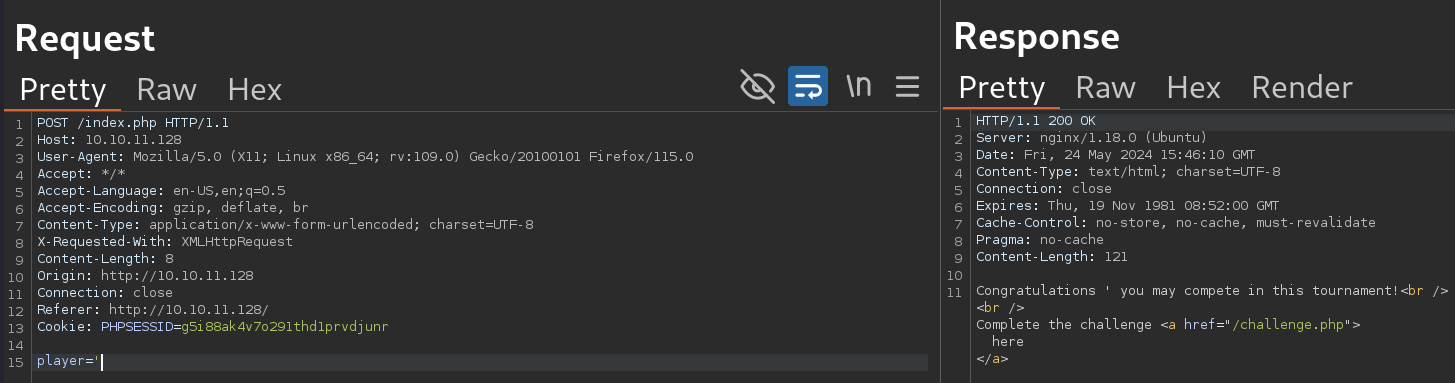 Request
Pretty Raw Hex
\n
1 POST /index.php HTTP/1.1
2 Host: 10.10.11.128
3 User-Agent: Mozilla/5.0 (X11; Linux x86_64; rv:109.0) Gecko/20100101 Firefox/115.0
4 Accept: */*
5 Accept-Language: en-US,en;q=0.5
6 Accept-Encoding: gzip, deflate, br
7 Content-Type: application/x-www-form-urlencoded; charset=UTF-8
8 X-Requested-With: XMLHttpRequest
9 Content-Length: 8
10 Origin: http://10.10.11.128
11 Connection: close
12 Referer: http://10.10.11.128/
13 Cookie: PHPSESSID=g5i88ak4v7o29lthd1prvdjunr
14
15 player='
Response
Pretty Raw Hex Render
1 HTTP/1.1 200 OK
2 Server: nginx/1.18.0 (Ubuntu)
3 Date: Fri, 24 May 2024 15:46:10 GMT
4 Content-Type: text/html; charset=UTF-8
5 Connection: close
6 Expires: Thu, 19 Nov 1981 08:52:00 GMT
7 Cache-Control: no-store, no-cache, must-revalidate
8 Pragma: no-cache
9 Content-Length: 121
10
11 Congratulations ' you may compete in this tournament!<br />
<br />
Complete the challenge <a href="/challenge.php">
here
</a>